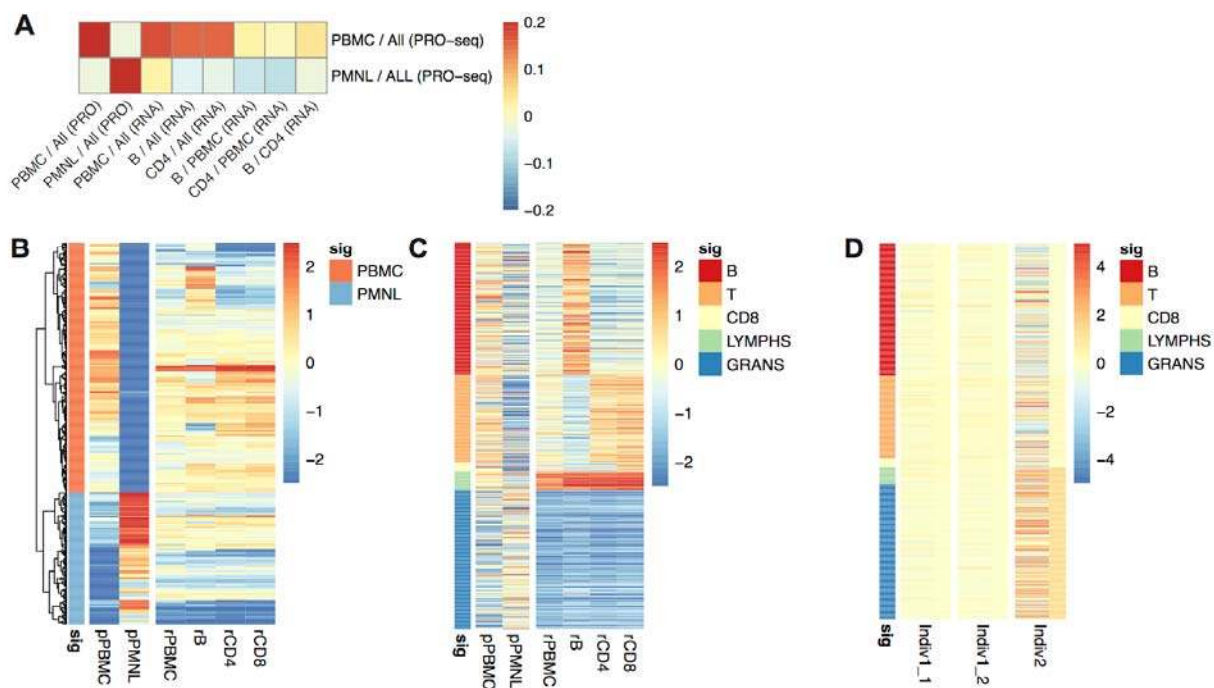 A
PBMC / All (PRO-seq)
PMNL / ALL (PRO-seq)
PBMC / All (PRO)
PMNL / All (PRO)
PBMC / All (RNA)
B / All (RNA)
CD4 / All (RNA)
B / PBMC (RNA)
CD4 / PBMC (RNA)
B / CD4 (RNA)
0.2
0.1
0
-0.1
-0.2
B
sig
pPBMC
pPMNL
rPBMC
rB
rCD4
rCD8
2
1
0
-1
-2
sig
PBMC
PMNL
C
sig
pPBMC
pPMNL
rPBMC
rB
rCD4
rCD8
2
1
0
-1
-2
sig
B
T
CD8
LYMPHS
GRANS
D
sig
Indiv1_1
Indiv1_2
Indiv2
4
2
0
-2
-4
sig
B
T
CD8
LYMPHS
GRANS